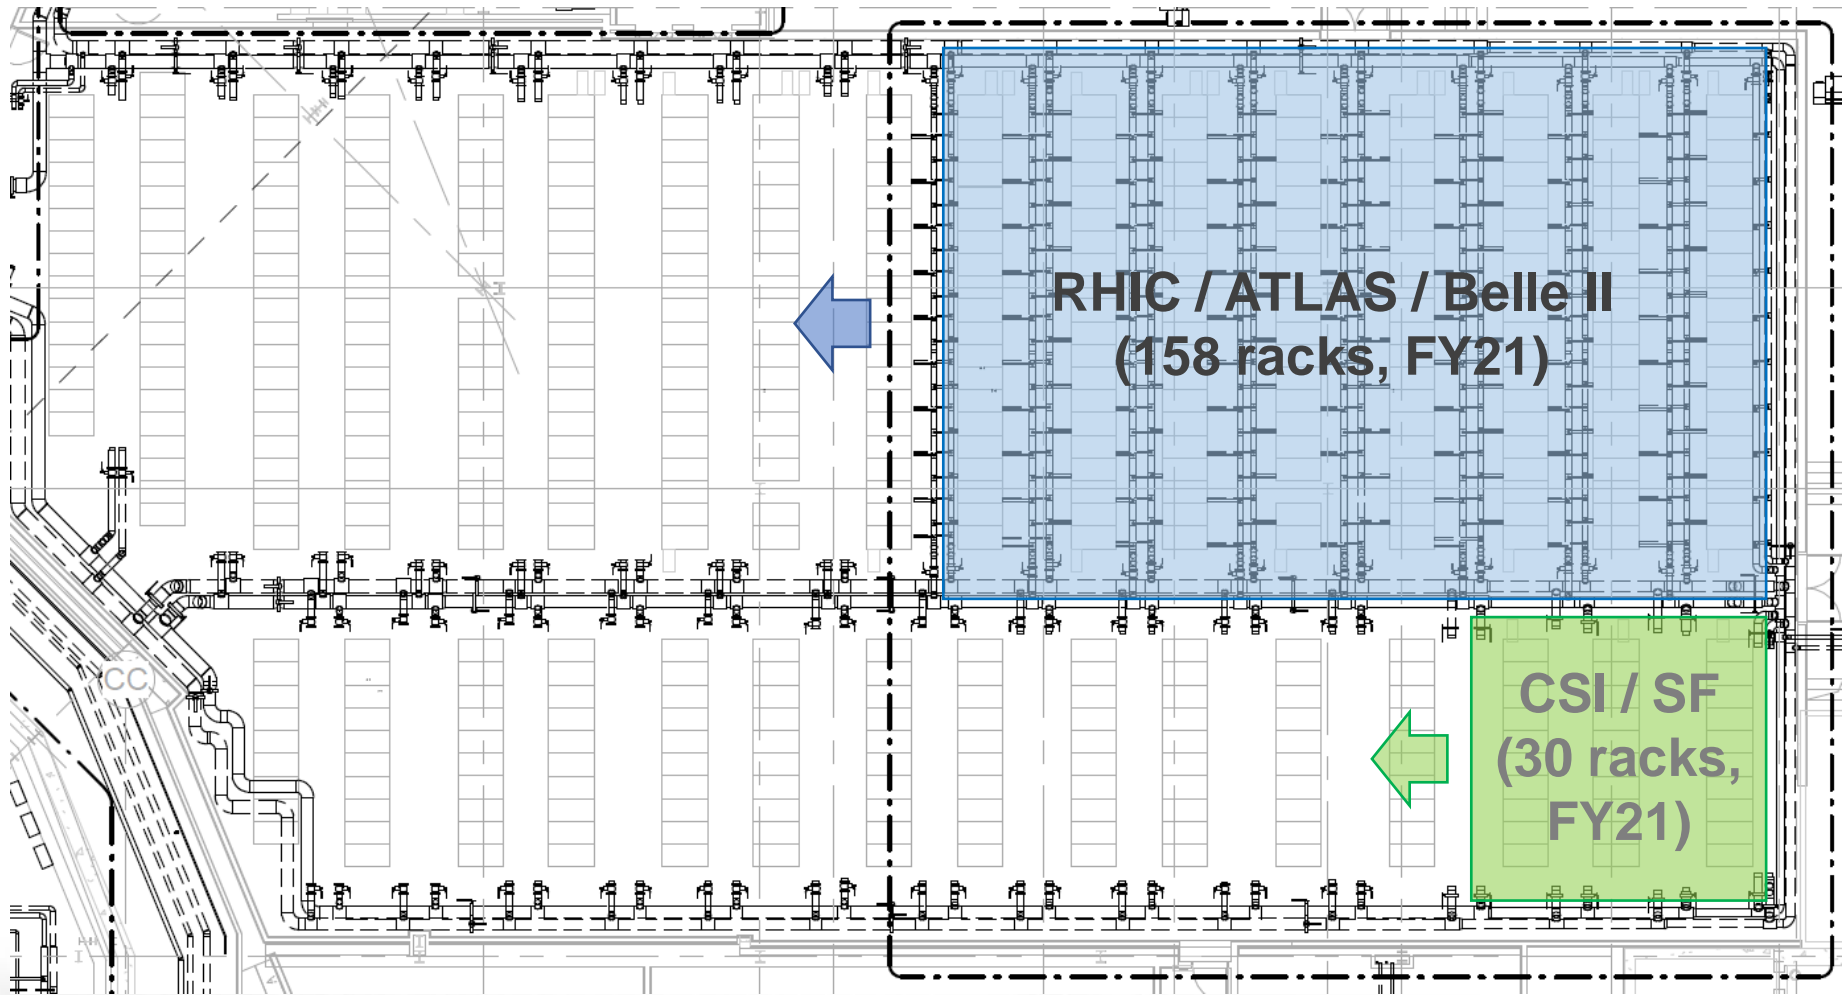 RHIC / ATLAS / Belle II
(158 racks, FY21)
CSI / SF
(30 racks,
FY21)
CC